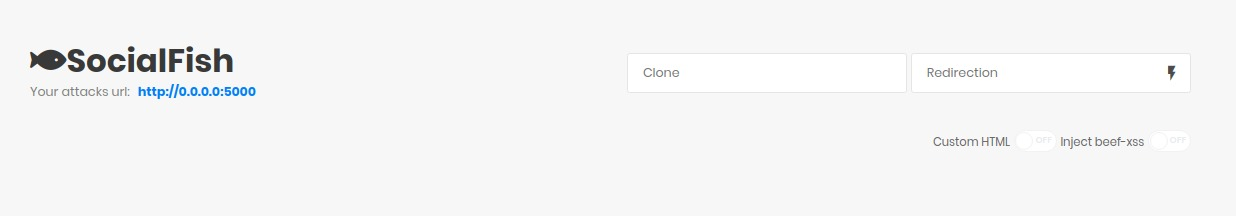 SocialFish
Your attacks url: http://0.0.0.0:5000
Clone
Redirection
Custom HTML OFF Inject beef-xss OFF